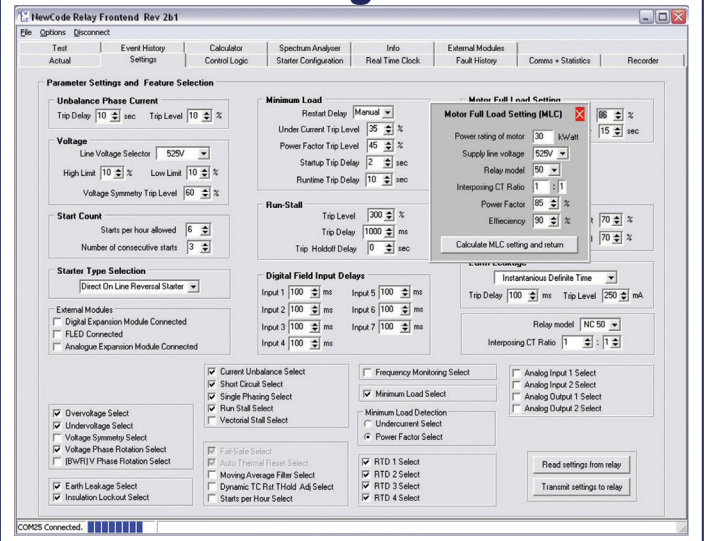 NewCode Relay Frontend Rev 2b1
File Options Disconnect
Test Event History Calculator Spectrum Analyser Info External Modules
Actual Settings Control Logic Starter Configuration Real Time Clock Fault History Comms + Statistics Recorder
Parameter Settings and Feature Selection
Unbalance Phase Current
Trip Delay 10 sec Trip Level 10 %
Voltage
Line Voltage Selector 525V
High Limit 10 % Low Limit 10 %
Voltage Symmetry Trip Level 60 %
Start Count
Starts per hour allowed 6
Number of consecutive starts 3
Starter Type Selection
Direct On Line Reversal Starter
External Modules
Digital Expansion Module Connected
FLED Connected
Analogue Expansion Module Connected
Minimum Load
Restart Delay Manual
Under Current Trip Level 35 %
Power Factor Trip Level 45 %
Startup Trip Delay 2 sec
Runtime Trip Delay 10 sec
Run-Stall
Trip Level 300 %
Trip Delay 1000 ms
Trip Holdoff Delay 0 sec
Digital Field Input Delays
Input 1 100 ms Input 5 100 ms
Input 2 100 ms Input 6 100 ms
Input 3 100 ms Input 7 100 ms
Input 4 100 ms
Motor Full Load Setting
86 %
15 sec
Motor Full Load Setting (MLC) X
Power rating of motor 30 kWatt
Supply line voltage 525V
Relay model 50
Interposing CT Ratio 1 : 1
Power Factor 85 %
Effieciency 90 %
Calculate MLC setting and return
70 %
70 %
Earth Leakage
Instantanious Definite Time
Trip Delay 100 ms Trip Level 250 mA
Relay model NC 50
Interposing CT Ratio 1 : 1
Overvoltage Select
Undervoltage Select
Voltage Symmetry Select
Voltage Phase Rotation Select
(BWR) V Phase Rotation Select
Earth Leakage Select
Insulation Lockout Select
Current Unbalance Select
Short Circuit Select
Single Phasing Select
Run Stall Select
Vectorial Stall Select
Fail-Safe Select
Auto Thermal Reset Select
Moving Average Filter Select
Dynamic TC Rst THold Adj Select
Starts per Hour Select
Frequency Monitoring Select
Minimum Load Select
Minimum Load Detection
Undercurrent Select
Power Factor Select
RTD 1 Select
RTD 2 Select
RTD 3 Select
RTD 4 Select
Analog Input 1 Select
Analog Input 2 Select
Analog Output 1 Select
Analog Output 2 Select
Read settings from relay
Transmit settings to relay
COM25 Connected.